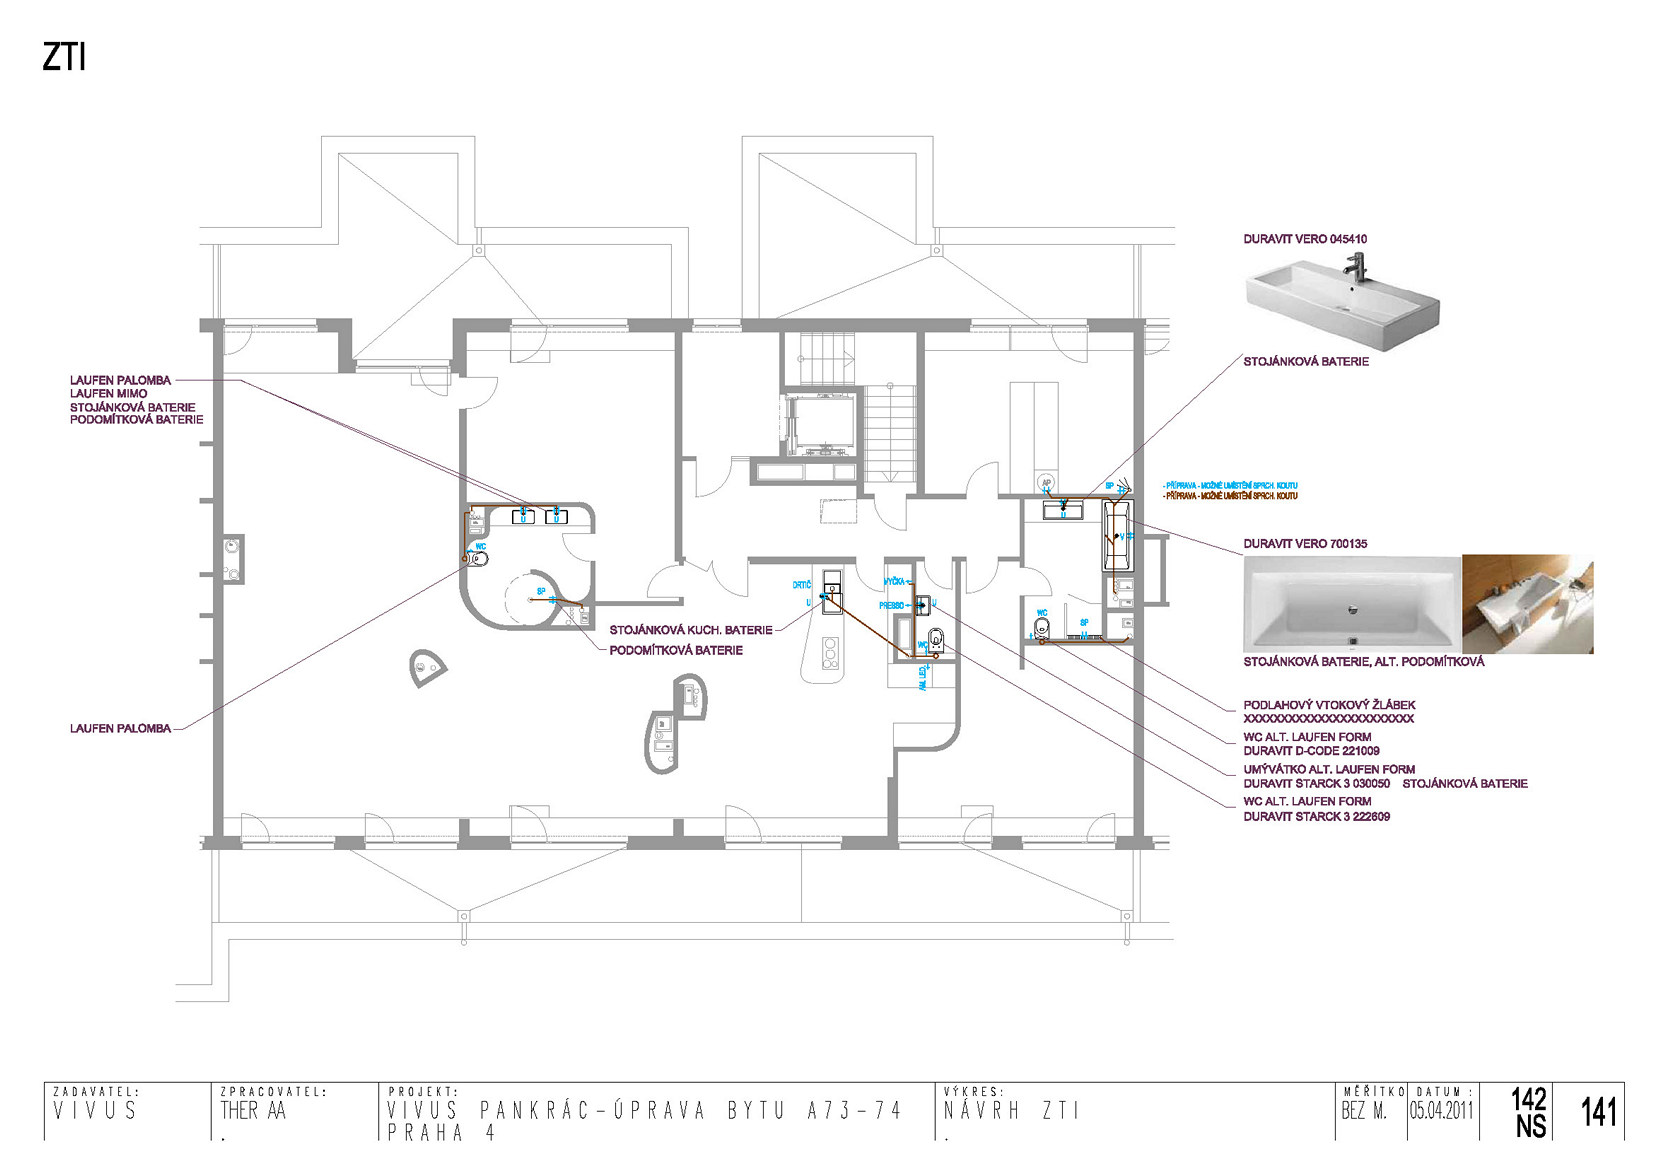 ZTI
DURAVIT VERO 045410
STOJÁNKOVÁ BATERIE
LAUFEN PALOMBA
LAUFEN MIMO
STOJÁNKOVÁ BATERIE
PODOMÍTKOVÁ BATERIE
AP
SP
- PŘÍPRAVA - MOŽNÉ UMÍSTĚNÍ SPRCH. KOUTU
- PŘÍPRAVA - MOŽNÉ UMÍSTĚNÍ SPRCH. KOUTU
U
U
U
V
WC
DURAVIT VERO 700135
SP
DRTIČ
U
MYČKA
PRESSO
U
WC
WC
SP
STOJÁNKOVÁ KUCH. BATERIE
PODOMÍTKOVÁ BATERIE
STOJÁNKOVÁ BATERIE, ALT. PODOMÍTKOVÁ
LAUFEN PALOMBA
PODLAHOVÝ VTOKOVÝ ŽLÁBEK
XXXXXXXXXXXXXXXXXXXXXXX
WC ALT. LAUFEN FORM
DURAVIT D-CODE 221009
UMÝVÁTKO ALT. LAUFEN FORM
DURAVIT STARCK 3 030050 STOJÁNKOVÁ BATERIE
WC ALT. LAUFEN FORM
DURAVIT STARCK 3 222609
ZADAVATEL:
VIVUS
ZPRACOVATEL:
THER AA
.
PROJEKT:
VIVUS PANKRÁC-ÚPRAVA BYTU A73-74
PRAHA 4
VÝKRES:
NÁVRH ZTI
.
MĚŘÍTKO
BEZ M.
DATUM :
05.04.2011
142
NS
141